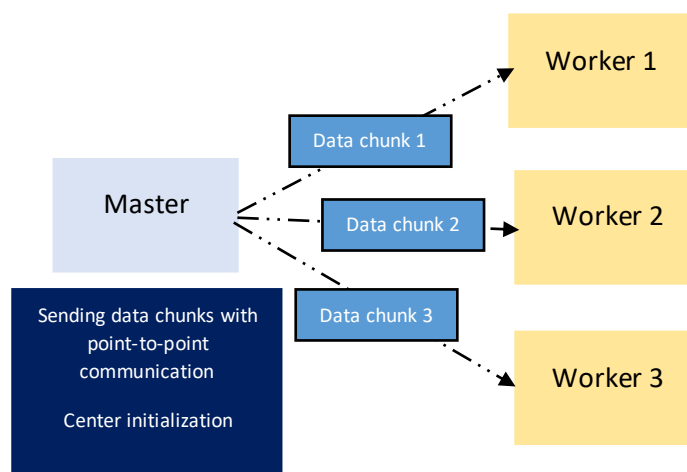 Worker 1
Data chunk 1
Master
Data chunk 2
Worker 2
Sending data chunks with
point-to-point
communication
Center initialization
Data chunk 3
Worker 3